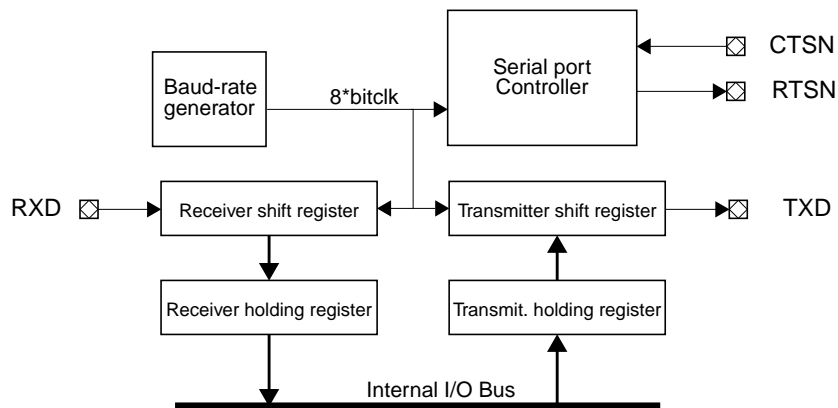 CTSN
Serial port
Controller
Baud-rate
generator
8*bitclk
RTSN
RXD
Receiver shift register
Transmitter shift register
TXD
Receiver holding register
Transmit. holding register
Internal I/O Bus